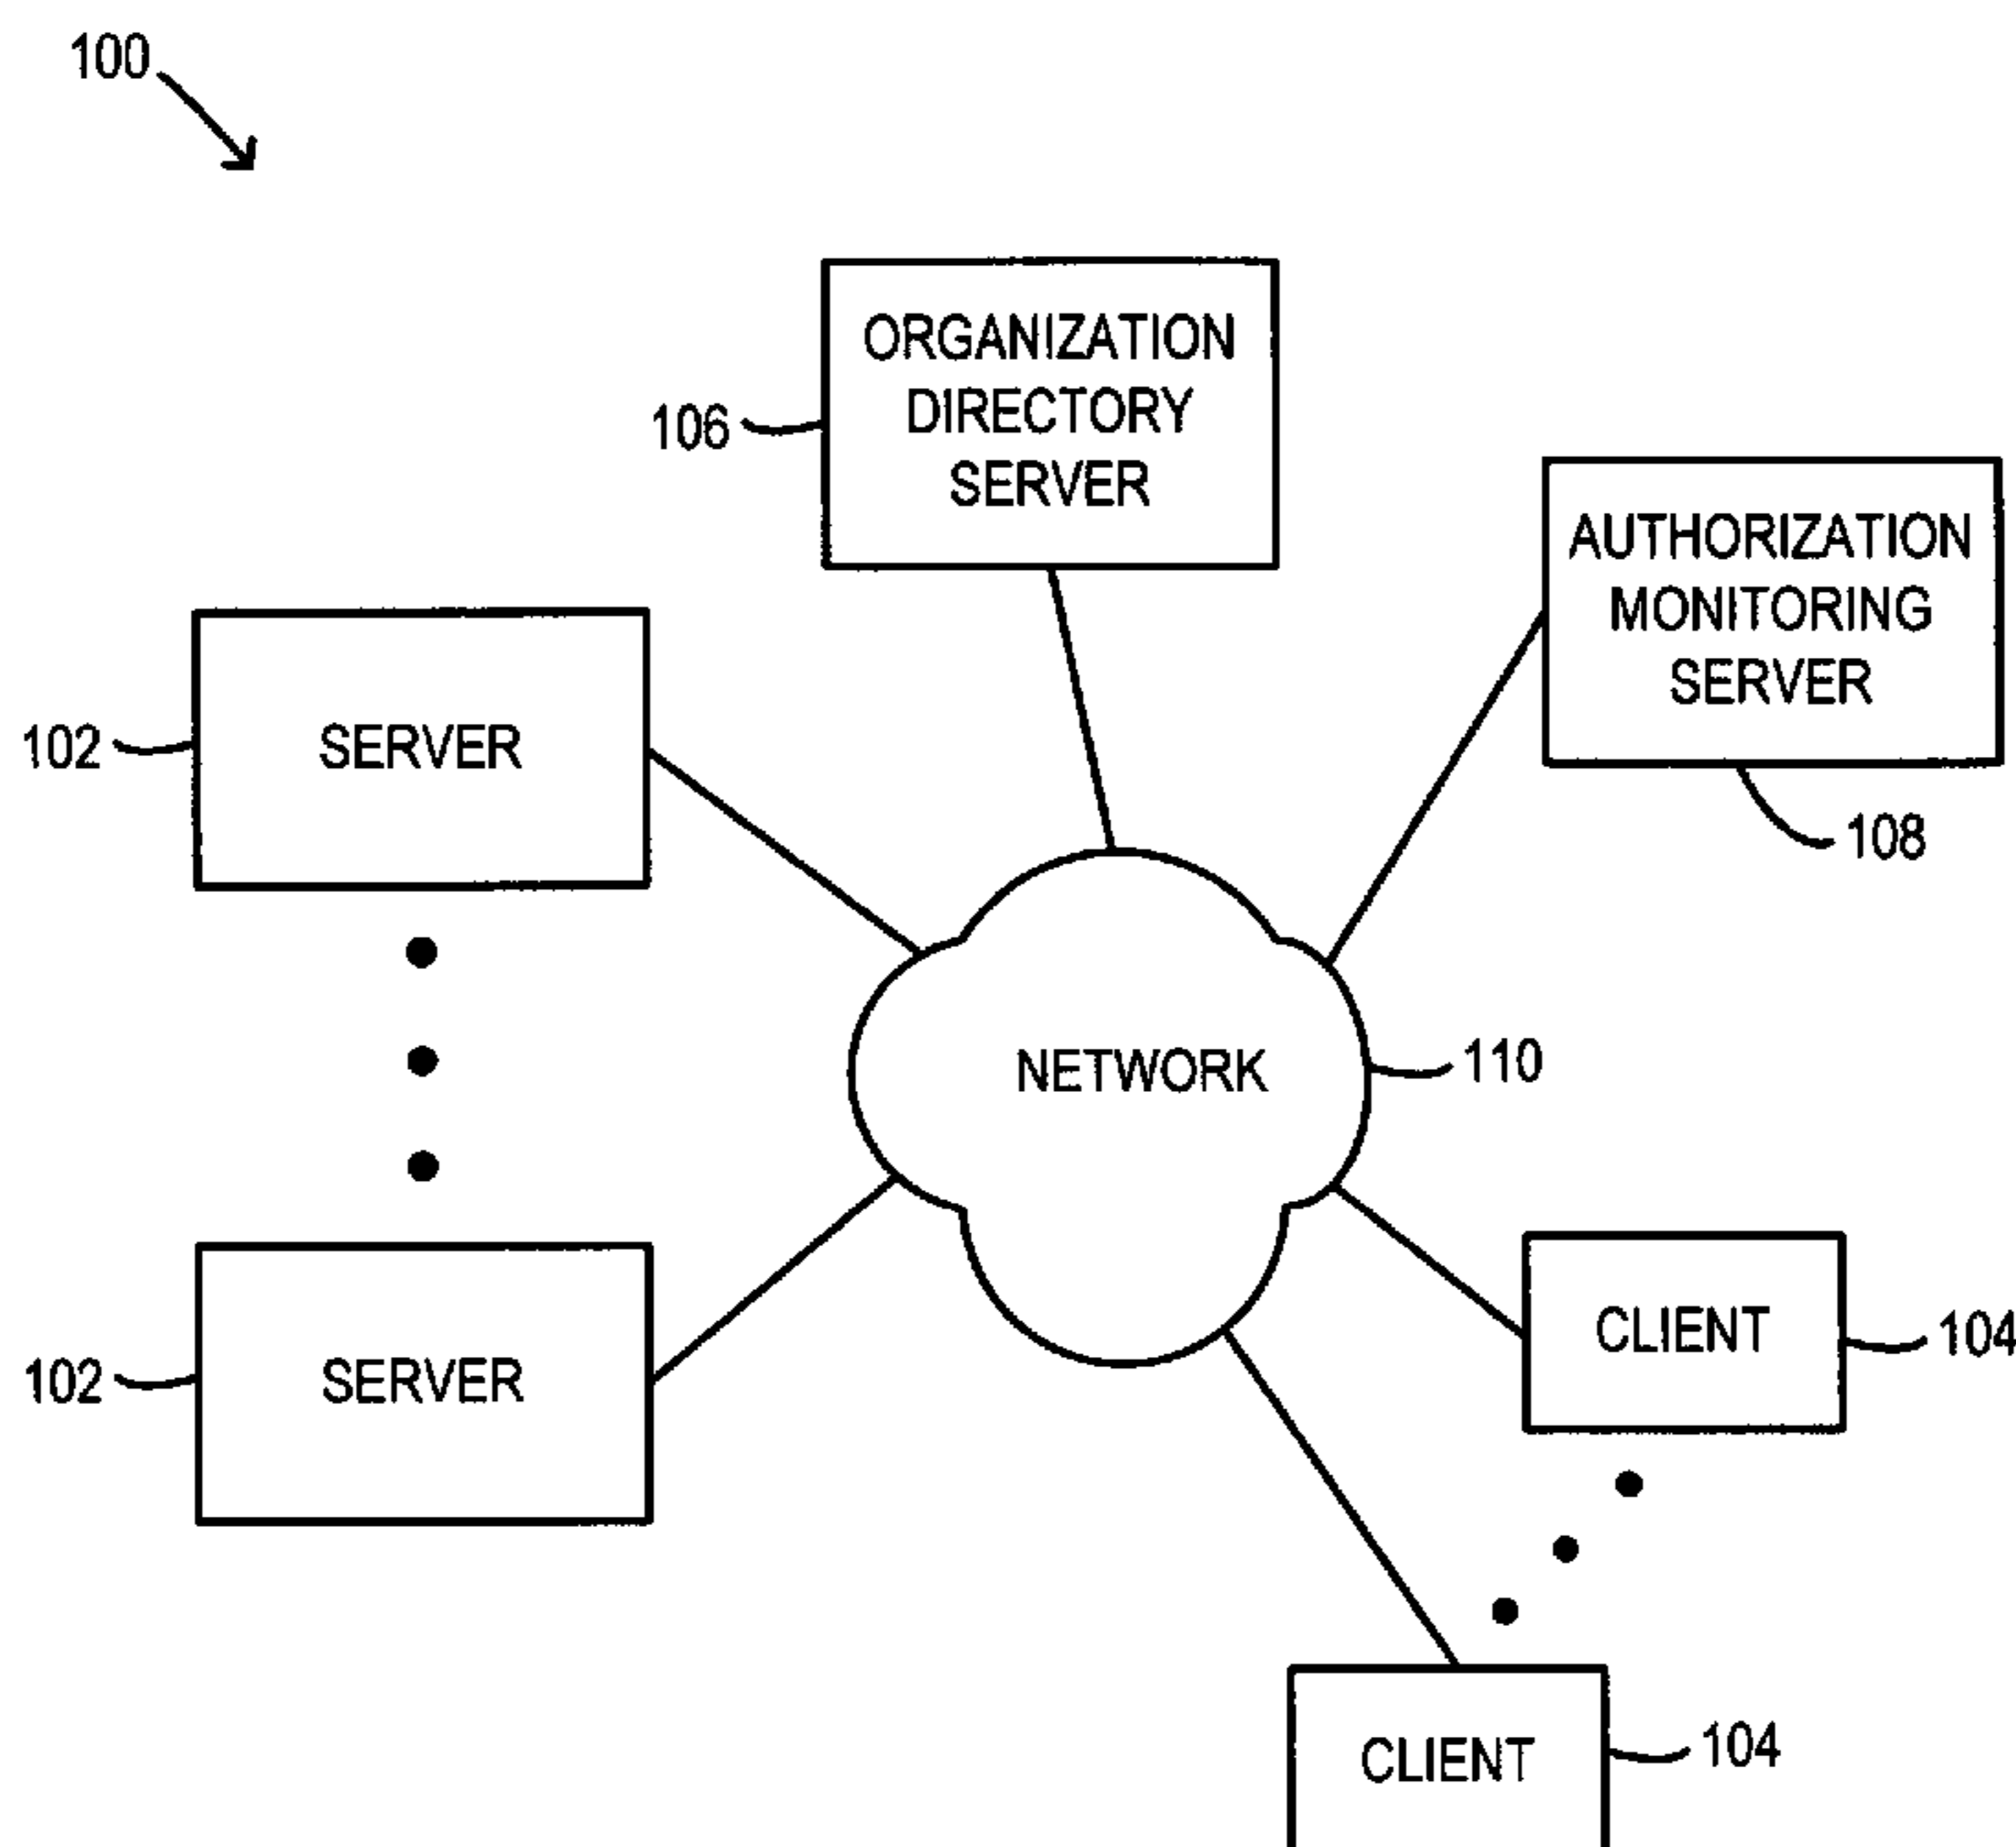 100
ORGANIZATION
DIRECTORY
SERVER
106
AUTHORIZATION
MONITORING
SERVER
108
102
SERVER
NETWORK
110
102
SERVER
CLIENT
104
CLIENT
104